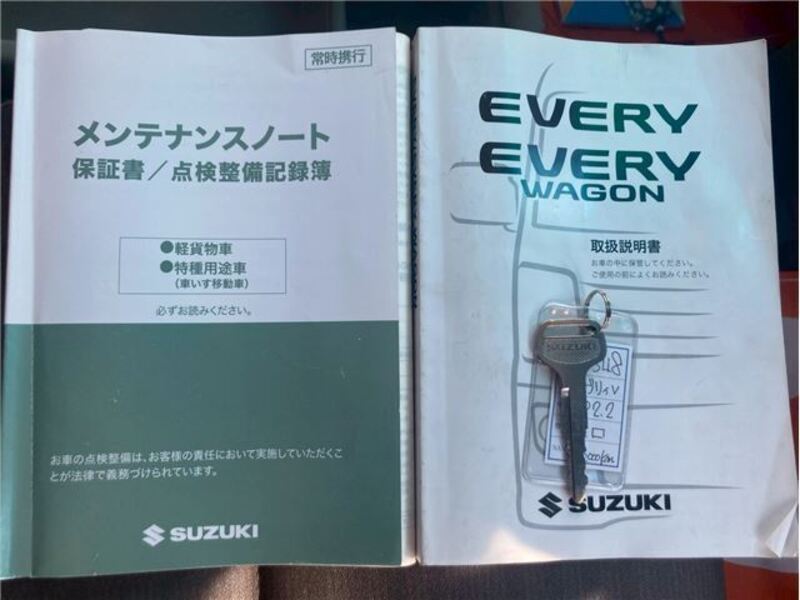 常時携行
メンテナンスノート
保証書／点検整備記録簿
●軽貨物車
●特種用途車
(車いす移動車)
必ずお読みください。
お車の点検整備は、お客様の責任において実施していただくこ
とが法律で義務づけられています。
SUZUKI
EVERY
EVERY
WAGON
取扱説明書
お車の中に保管してください。
ご使用の前によくお読みください。
SUZUKI
48
リィV
2.2
SUZUKI